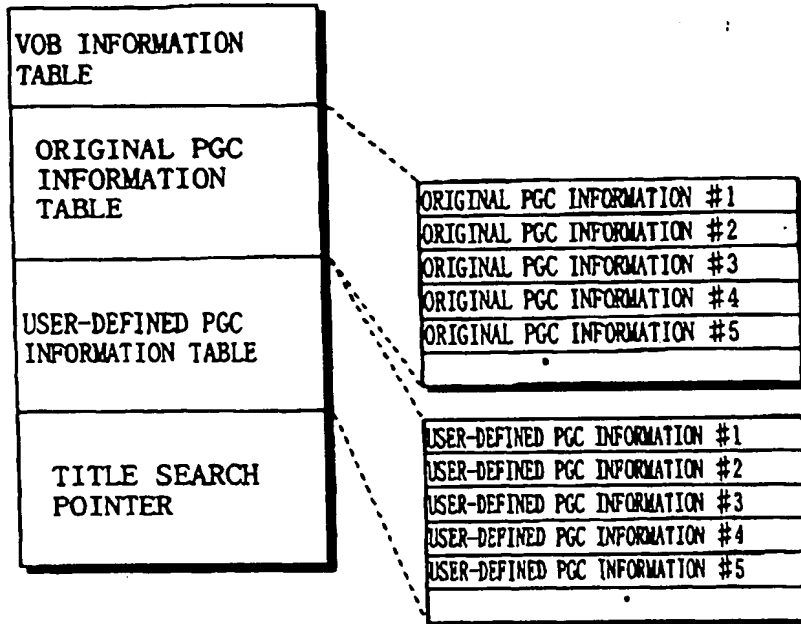 VOB INFORMATION
TABLE
ORIGINAL PGC
INFORMATION
TABLE
USER-DEFINED PGC
INFORMATION TABLE
TITLE SEARCH
POINTER
ORIGINAL PGC INFORMATION #1
ORIGINAL PGC INFORMATION #2
ORIGINAL PGC INFORMATION #3
ORIGINAL PGC INFORMATION #4
ORIGINAL PGC INFORMATION #5
USER-DEFINED PGC INFORMATION #1
USER-DEFINED PGC INFORMATION #2
USER-DEFINED PGC INFORMATION #3
USER-DEFINED PGC INFORMATION #4
USER-DEFINED PGC INFORMATION #5